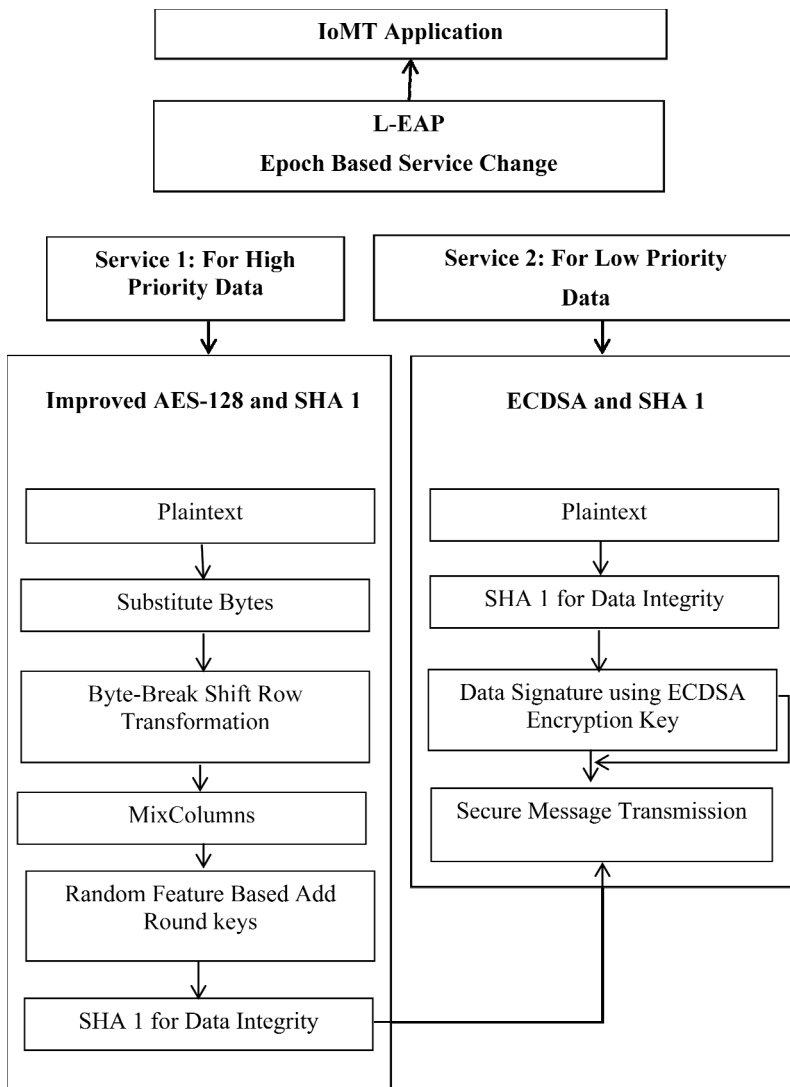 IoMT Application
L-EAP
Epoch Based Service Change
Service 1: For High
Priority Data
Service 2: For Low Priority
Data
Improved AES-128 and SHA 1
Plaintext
Substitute Bytes
Byte-Break Shift Row
Transformation
MixColumns
Random Feature Based Add
Round keys
SHA 1 for Data Integrity
ECDSA and SHA 1
Plaintext
SHA 1 for Data Integrity
Data Signature using ECDSA
Encryption Key
Secure Message Transmission